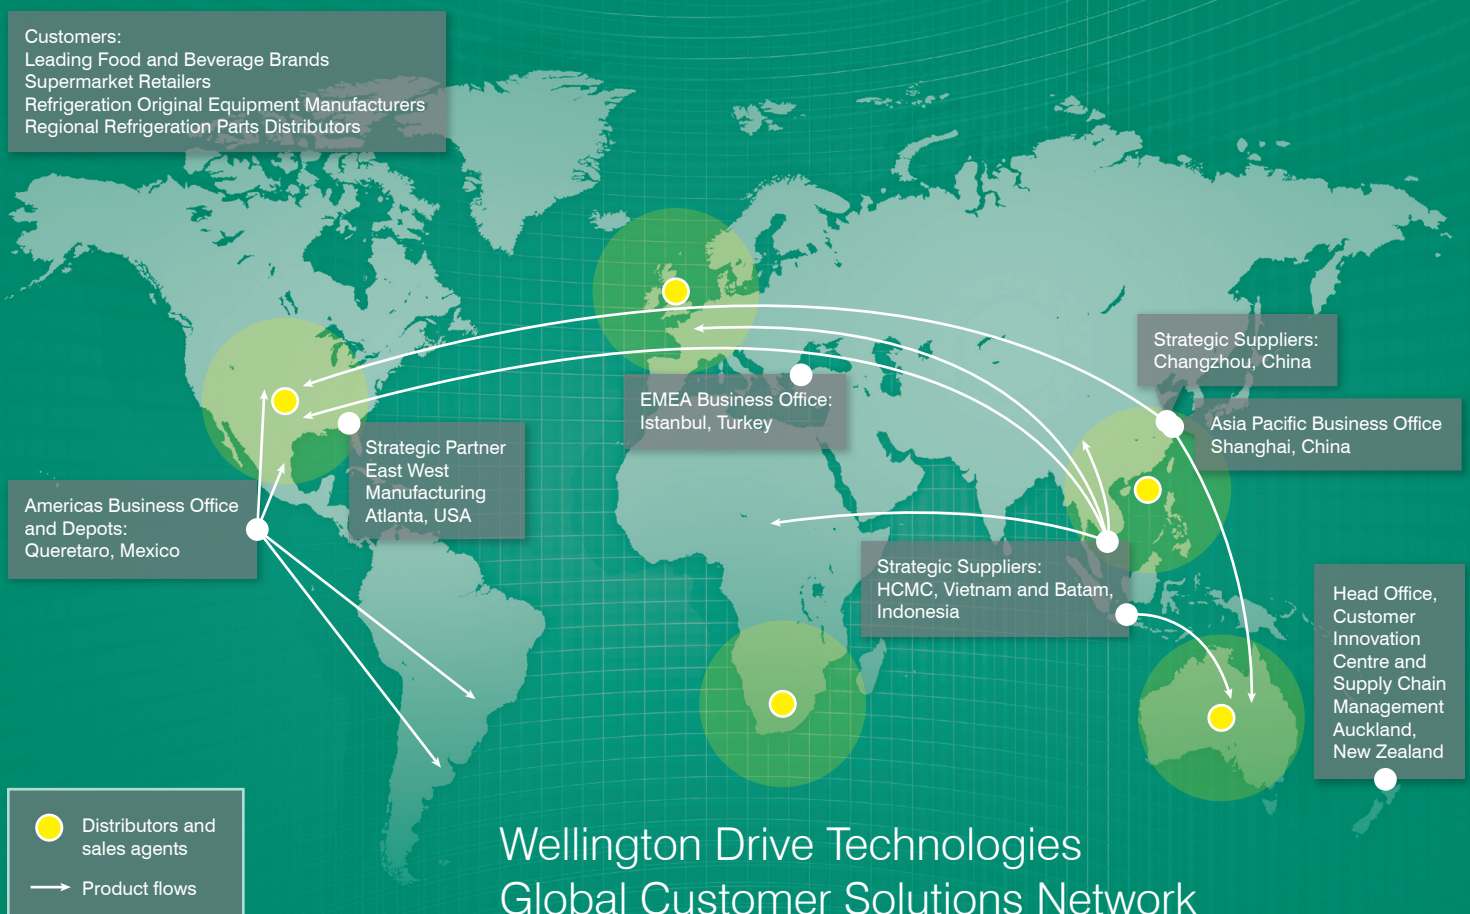 Customers:
Leading Food and Beverage Brands
Supermarket Retailers
Refrigeration Original Equipment Manufacturers
Regional Refrigeration Parts Distributors
Strategic Suppliers:
Changzhou, China
EMEA Business Office:
Istanbul, Turkey
Asia Pacific Business Office
Shanghai, China
Strategic Partner
East West
Manufacturing
Atlanta, USA
Americas Business Office
and Depots:
Queretaro, Mexico
Strategic Suppliers:
HCMC, Vietnam and Batam,
Indonesia
Head Office,
Customer
Innovation
Centre and
Supply Chain
Management
Auckland,
New Zealand
Distributors and
sales agents
Product flows
Wellington Drive Technologies
Global Customer Solutions Network